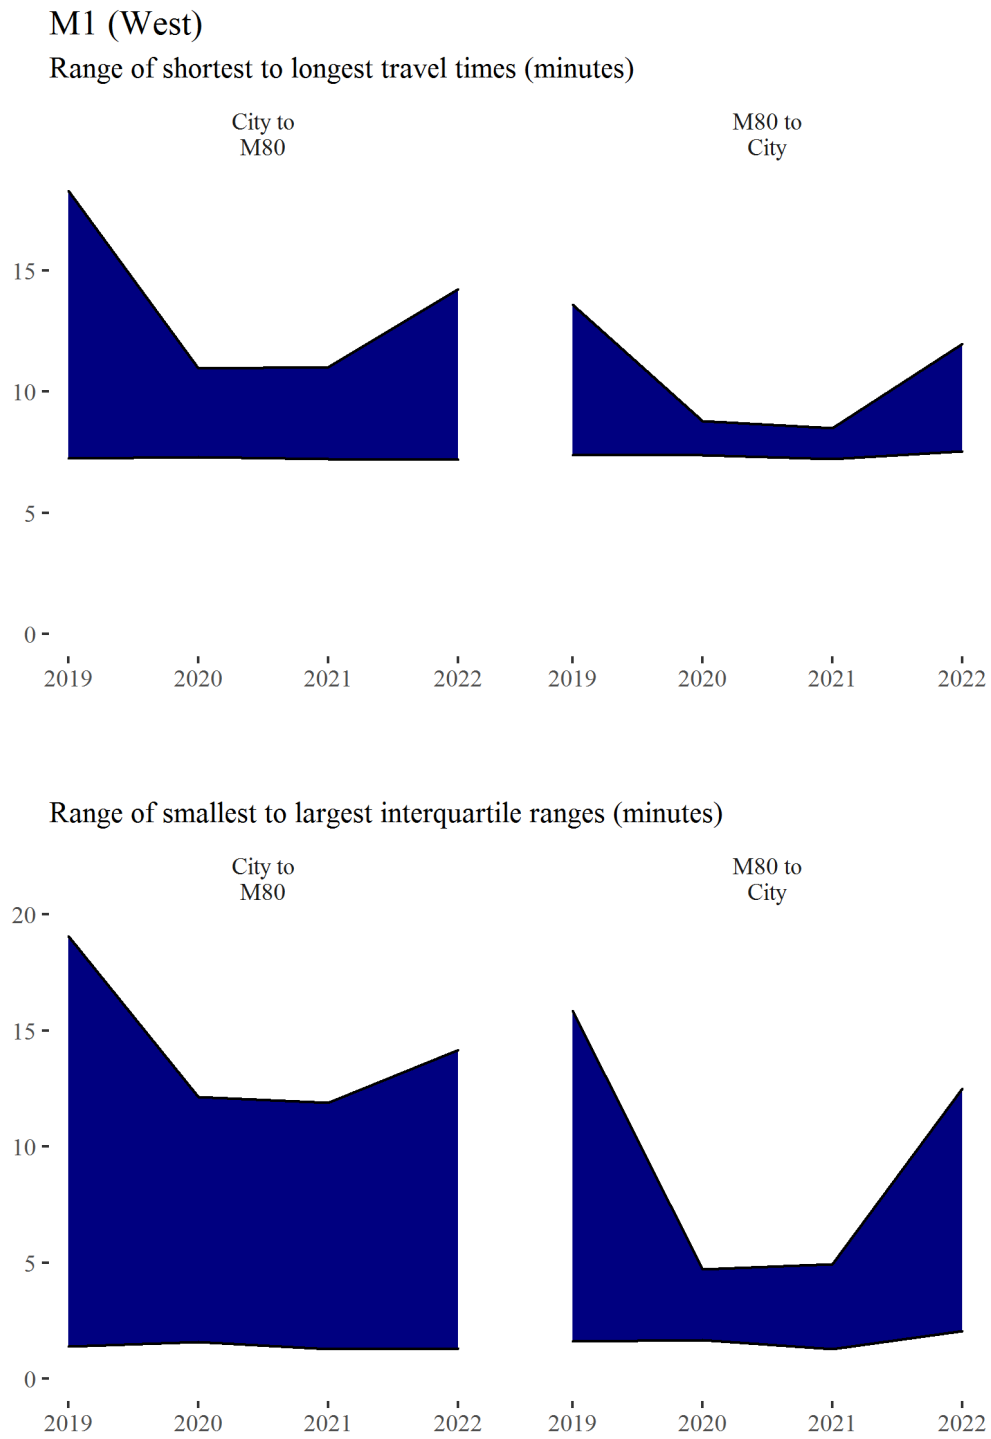 M1 (West)
Range of shortest to longest travel times (minutes)
City to
M80
M80 to
City
15
10
5
0
2019 2020 2021 2022 2019 2020 2021 2022
Range of smallest to largest interquartile ranges (minutes)
City to
M80
M80 to
City
20
15
10
5
0
2019 2020 2021 2022 2019 2020 2021 2022